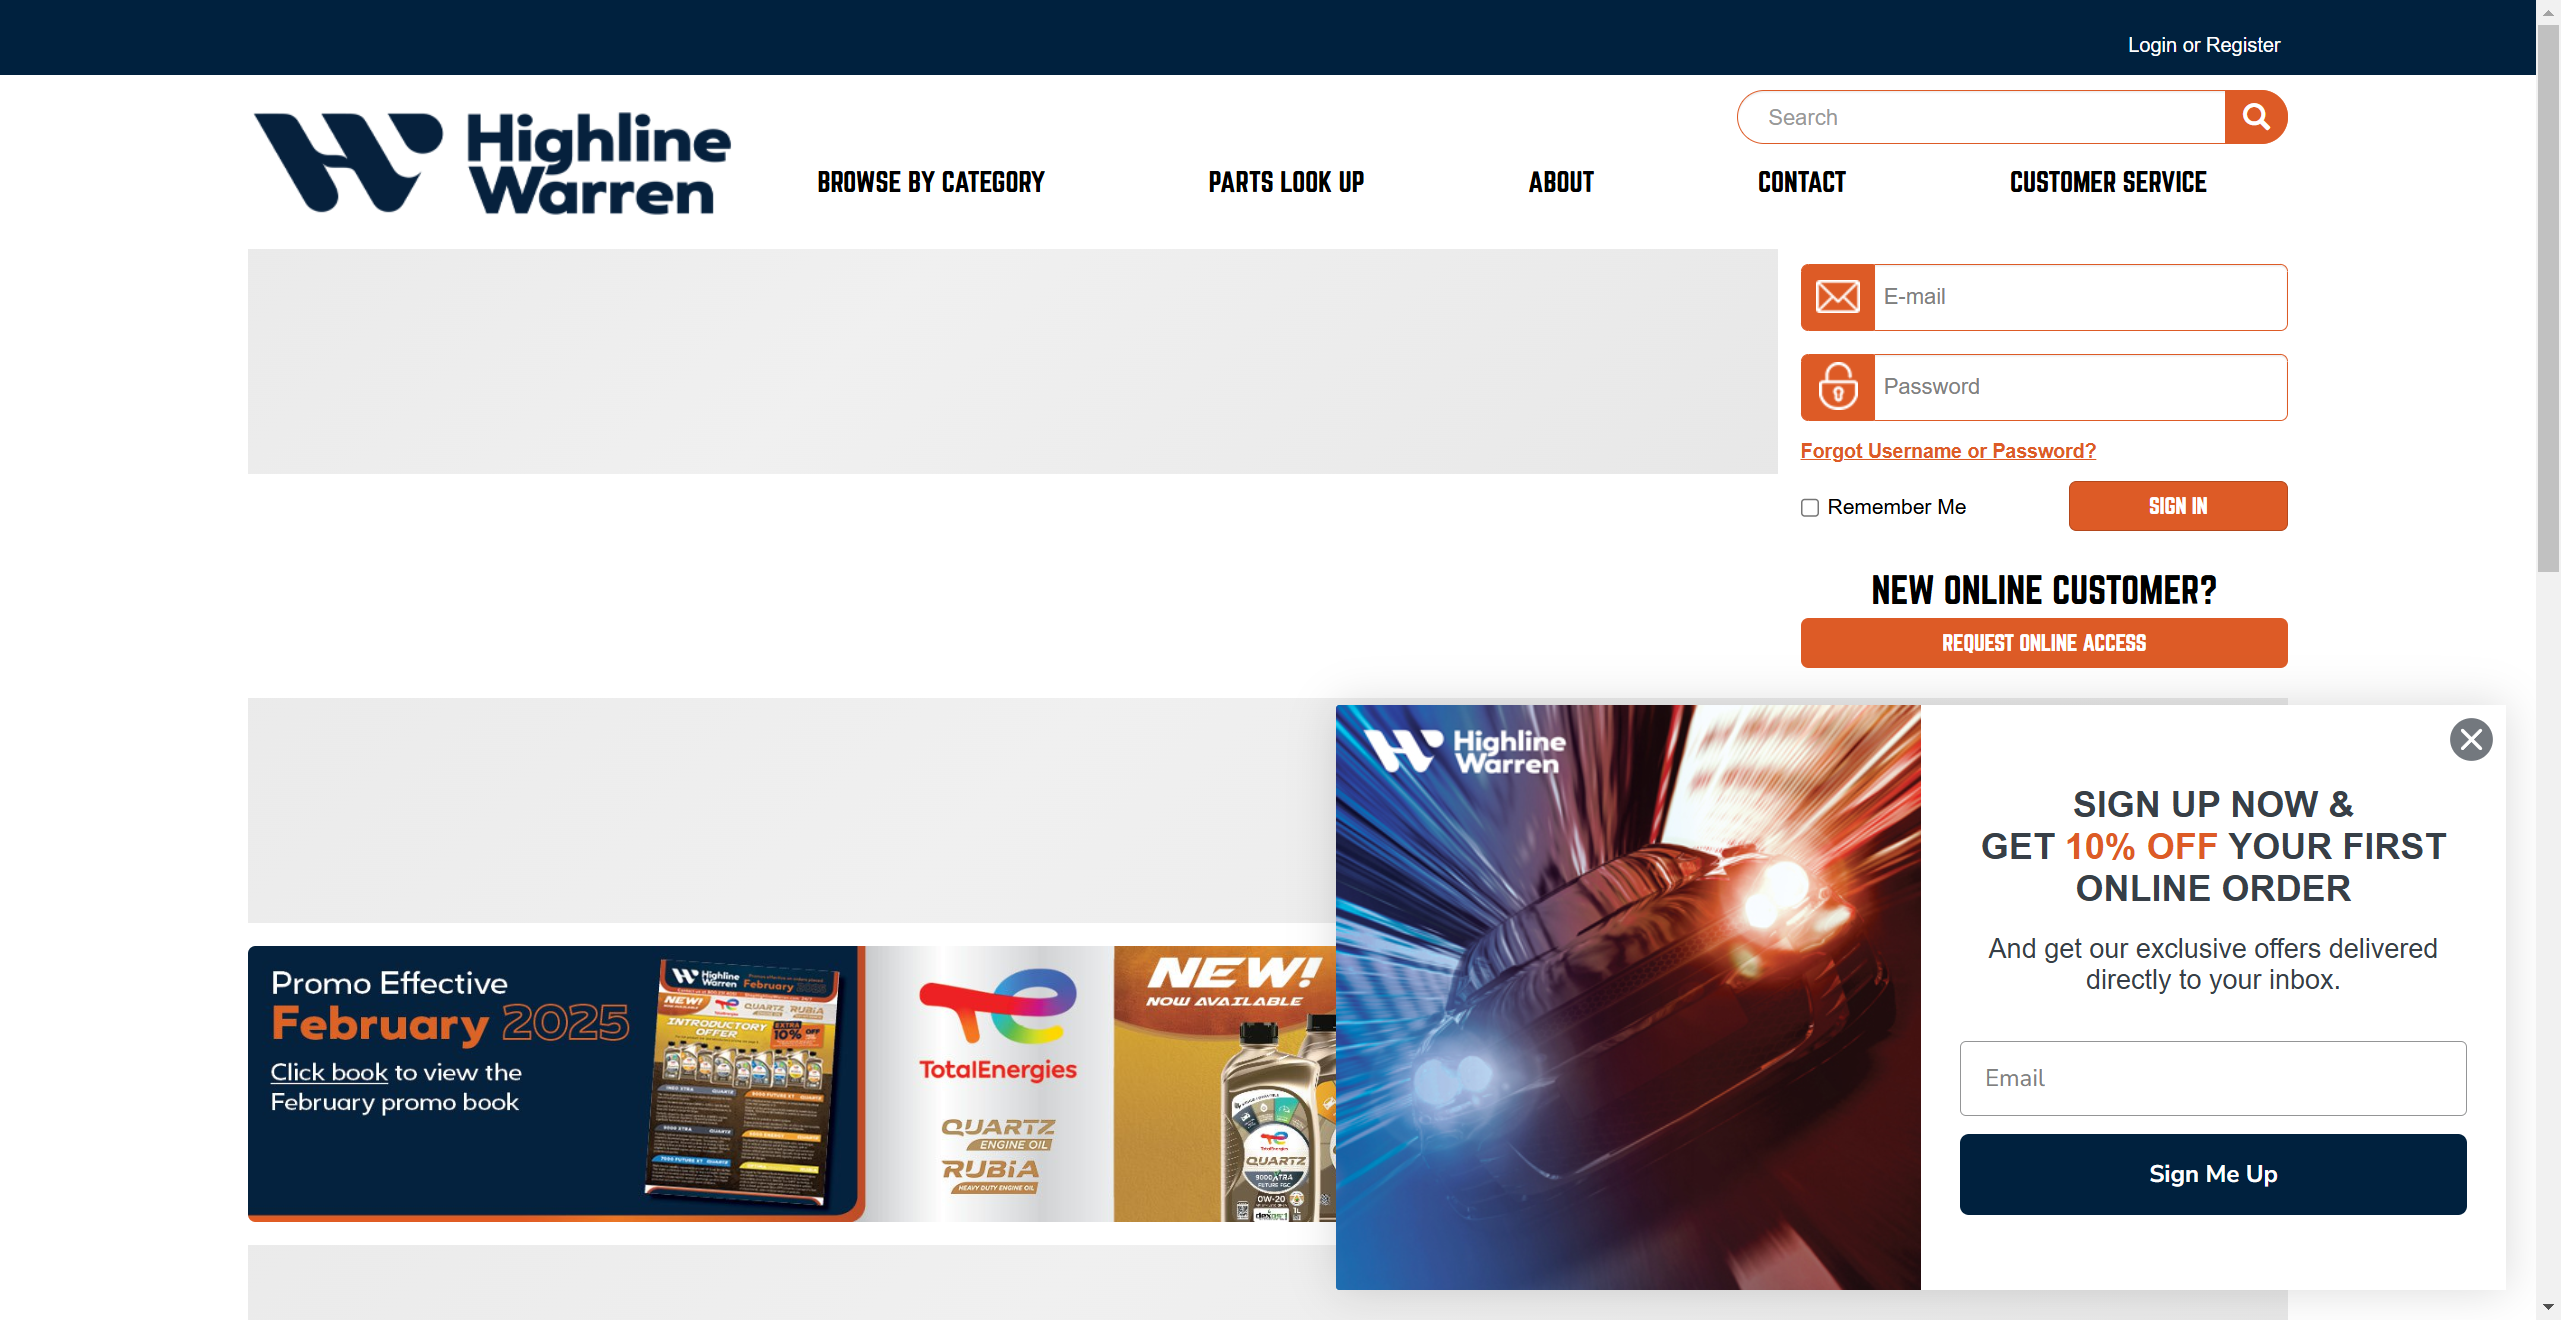 Login or Register
Search
Highline
Warren
BROWSE BY CATEGORY
PARTS LOOK UP
ABOUT
CONTACT
CUSTOMER SERVICE
E-mail
Password
Forgot Username or Password?
Remember Me
SIGN IN
NEW ONLINE CUSTOMER?
REQUEST ONLINE ACCESS
Highline
Warren
SIGN UP NOW &
GET 10% OFF YOUR FIRST
ONLINE ORDER
And get our exclusive offers delivered
directly to your inbox.
Email
Sign Me Up
Promo Effective
February 2025
Click book to view the
February promo book
Highline
Warren
February 2025
NEW!
QUARTZ
RUBIA
INTRODUCTORY
OFFER
EXTRA
10% OFF
TotalEnergies
QUARTZ
ENGINE OIL
RUBIA
HEAVY DUTY ENGINE OIL
NEW!
NOW AVAILABLE
QUARTZ
9000 XTRA
FUTURE FGC
0W-20
1L